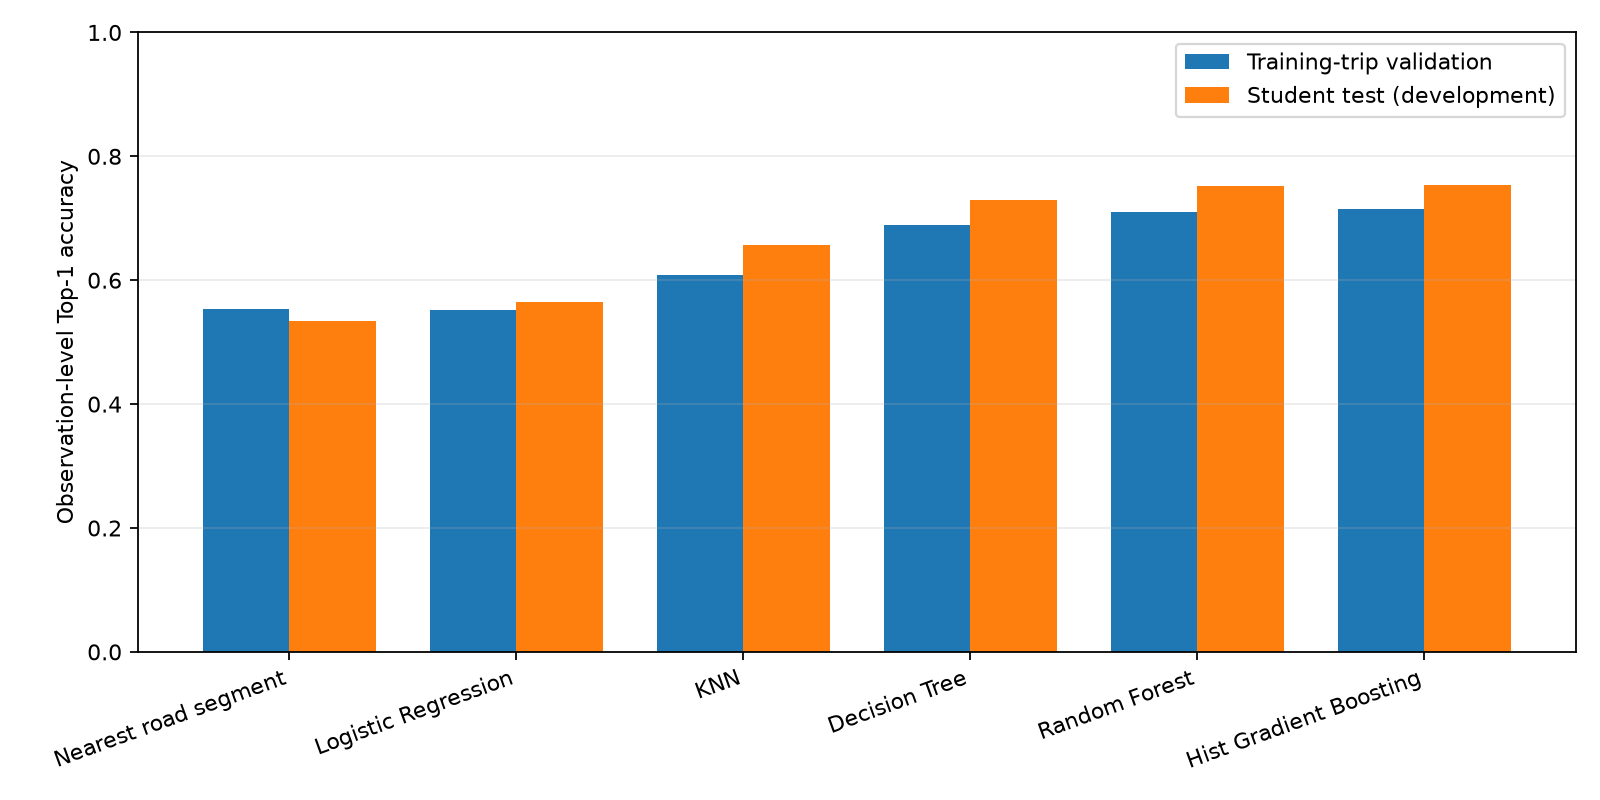 Training-trip validation
Student test (development)
Observation-level Top-1 accuracy
1.0
0.8
0.6
0.4
0.2
0.0
Nearest road segment
Logistic Regression
KNN
Decision Tree
Random Forest
Hist Gradient Boosting